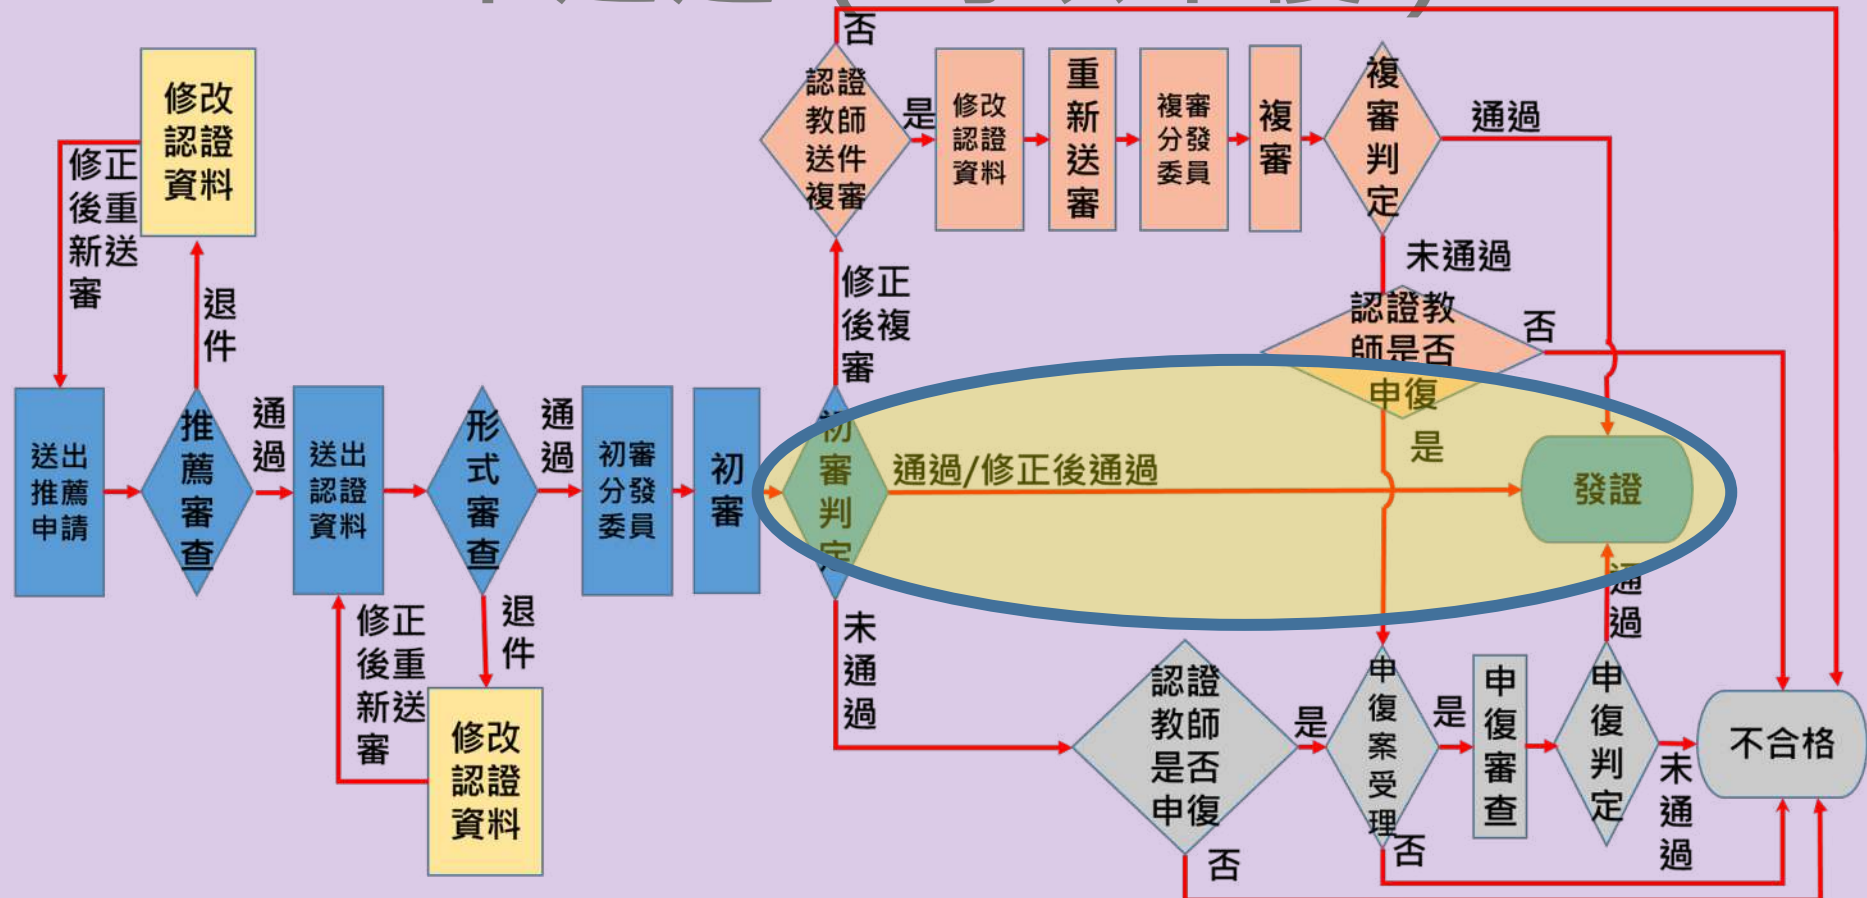 否
修改
認證
資料
認證
教師
送件
複審
是
修改
認證
資料
重
新
送
審
複審
分發
委員
複
審
複
審
判
定
通過
修正
後重
新送
審
退
件
修正
後複
審
未通過
認證教
師是否
申復
否
是
送出
推薦
申請
推
薦
審
查
通
過
送出
認證
資料
形
式
審
查
通
過
初審
分發
委員
初
審
初
審
判
定
通過/修正後通過
發證
修正
後重
新送
審
退
件
修改
認證
資料
未
通
過
認證
教師
是否
申復
是
否
申
復
案
受
理
是
否
申
復
審
查
申
復
判
定
通
過
未
通
過
不合格